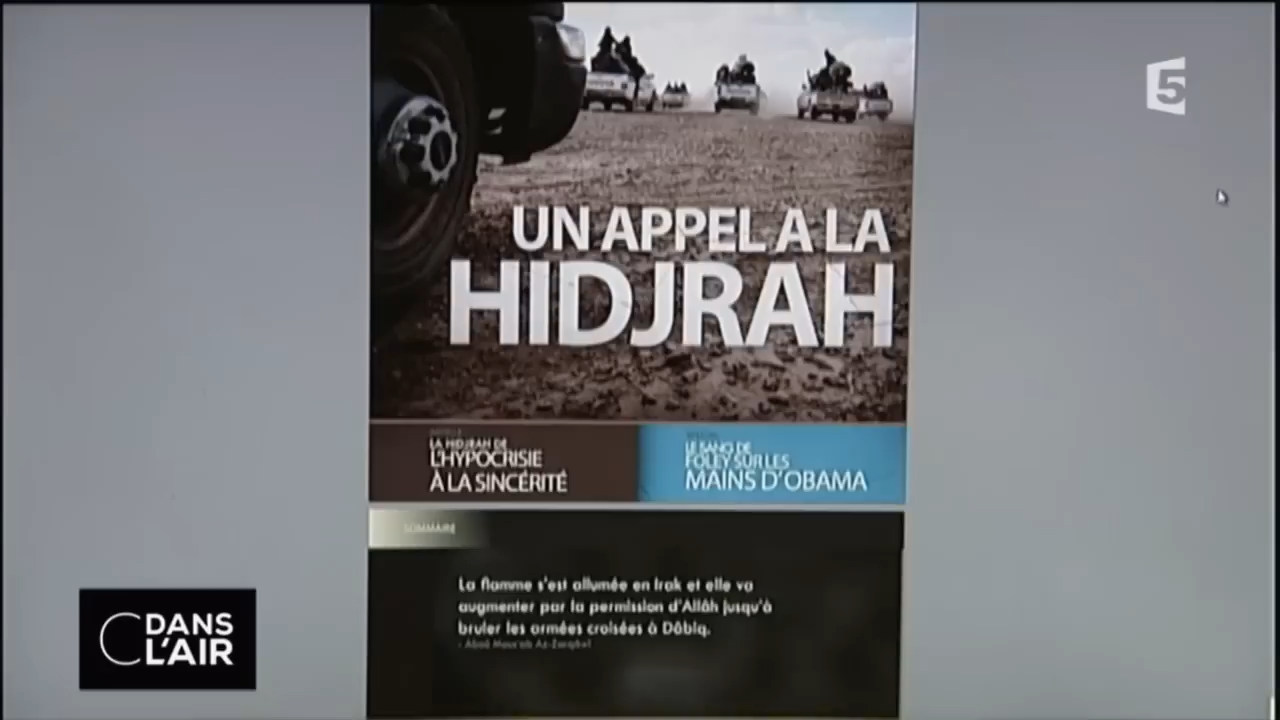 5
UN APPEL A LA
HIDJRAH
LA HIDJRAH DE
L'HYPOCRISIE
À LA SINCÉRITÉ
LE SANG DE
FOLEY SUR LES
MAINS D'OBAMA
SOMMAIRE
La flamme s'est allumée en Irak et elle va
augmenter par la permission d'Allâh jusqu'à
bruler les armées croisées à Dâbiq.
C DANS
L'AIR